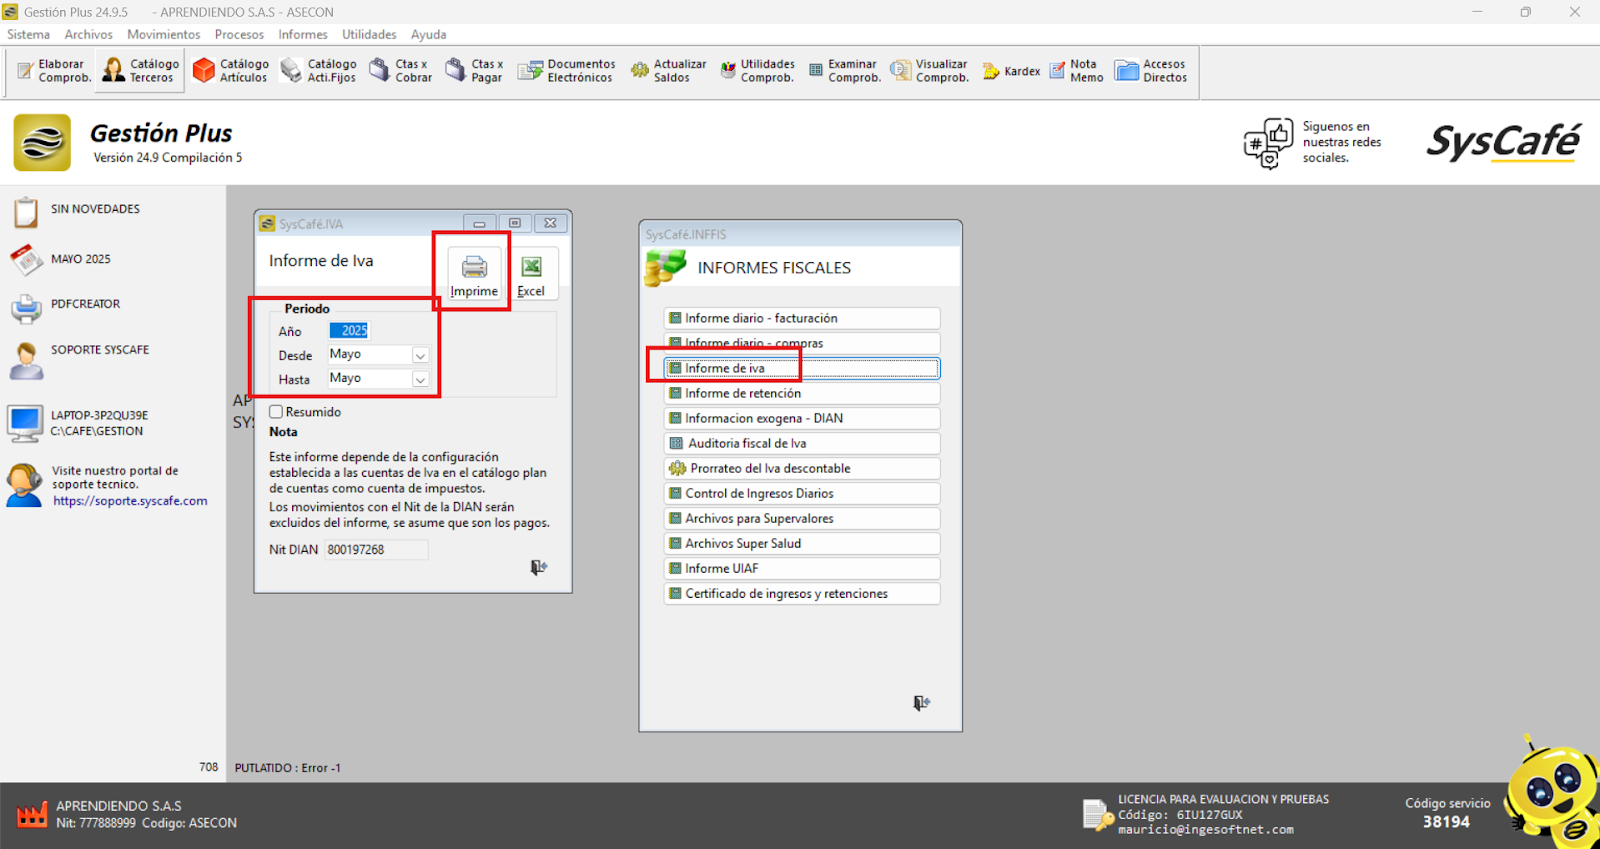 Gestión Plus 24.9.5 - APRENDIENDO S.A.S - ASECON
Sistema Archivos Movimientos Procesos Informes Utilidades Ayuda
Elaborar Comprob.
Catálogo Terceros
Catálogo Artículos
Catálogo Acti.Fijos
Ctas x Cobrar
Ctas x Pagar
Documentos Electrónicos
Actualizar Saldos
Utilidades Comprob.
Examinar Comprob.
Visualizar Comprob.
Kardex
Nota Memo
Accesos Directos
Gestión Plus
Versión 24.9 Compilación 5
Siguenos en
nuestras redes
sociales.
SysCafé
SIN NOVEDADES
MAYO 2025
PDFCREATOR
SOPORTE SYSCAFE
LAPTOP-3P2QU39E
C:\CAFE\GESTION
Visite nuestro portal de
soporte tecnico.
https://soporte.syscafe.com
708
AP
SYS
SysCafé.IVA
Informe de Iva
Imprime
Excel
Periodo
Año 2025
Desde Mayo
Hasta Mayo
Resumido
Nota
Este informe depende de la configuración
establecida a las cuentas de Iva en el catálogo plan
de cuentas como cuenta de impuestos.
Los movimientos con el Nit de la DIAN serán
excluidos del informe, se asume que son los pagos.
Nit DIAN 800197268
SysCafé.INFFIS
INFORMES FISCALES
Informe diario - facturación
Informe diario - compras
Informe de iva
Informe de retención
Informacion exogena - DIAN
Auditoria fiscal de Iva
Prorrateo del Iva descontable
Control de Ingresos Diarios
Archivos para Supervalores
Archivos Super Salud
Informe UIAF
Certificado de ingresos y retenciones
PUTLATIDO : Error -1
APRENDIENDO S.A.S
Nit: 777888999 Codigo: ASECON
LICENCIA PARA EVALUACION Y PRUEBAS
Código: 6IU127GUX
mauricio@ingesoftnet.com
Código servicio
38194